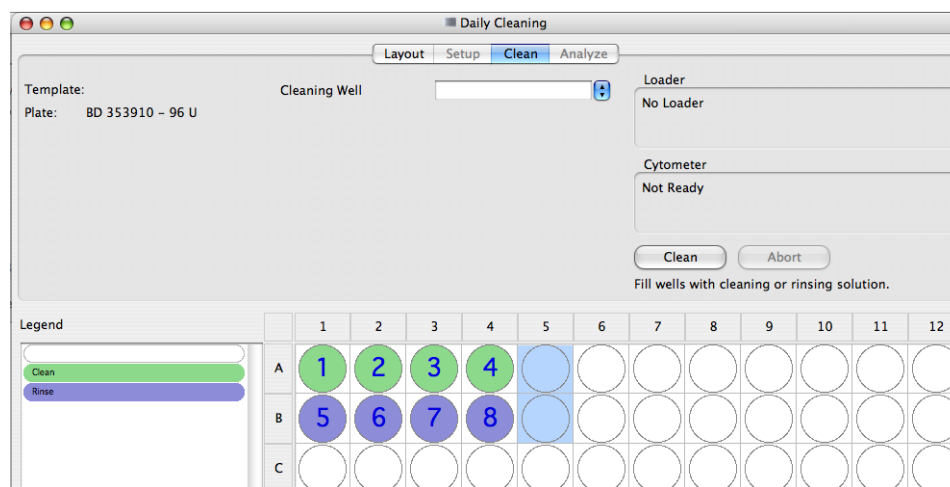 Daily Cleaning
Layout Setup Clean Analyze
Template:
Plate: BD 353910 - 96 U
Cleaning Well
Loader
No Loader
Cytometer
Not Ready
Clean Abort
Fill wells with cleaning or rinsing solution.
Legend
Clean
Rinse
1 2 3 4 5 6 7 8 9 10 11 12
A 1 2 3 4
B 5 6 7 8
C